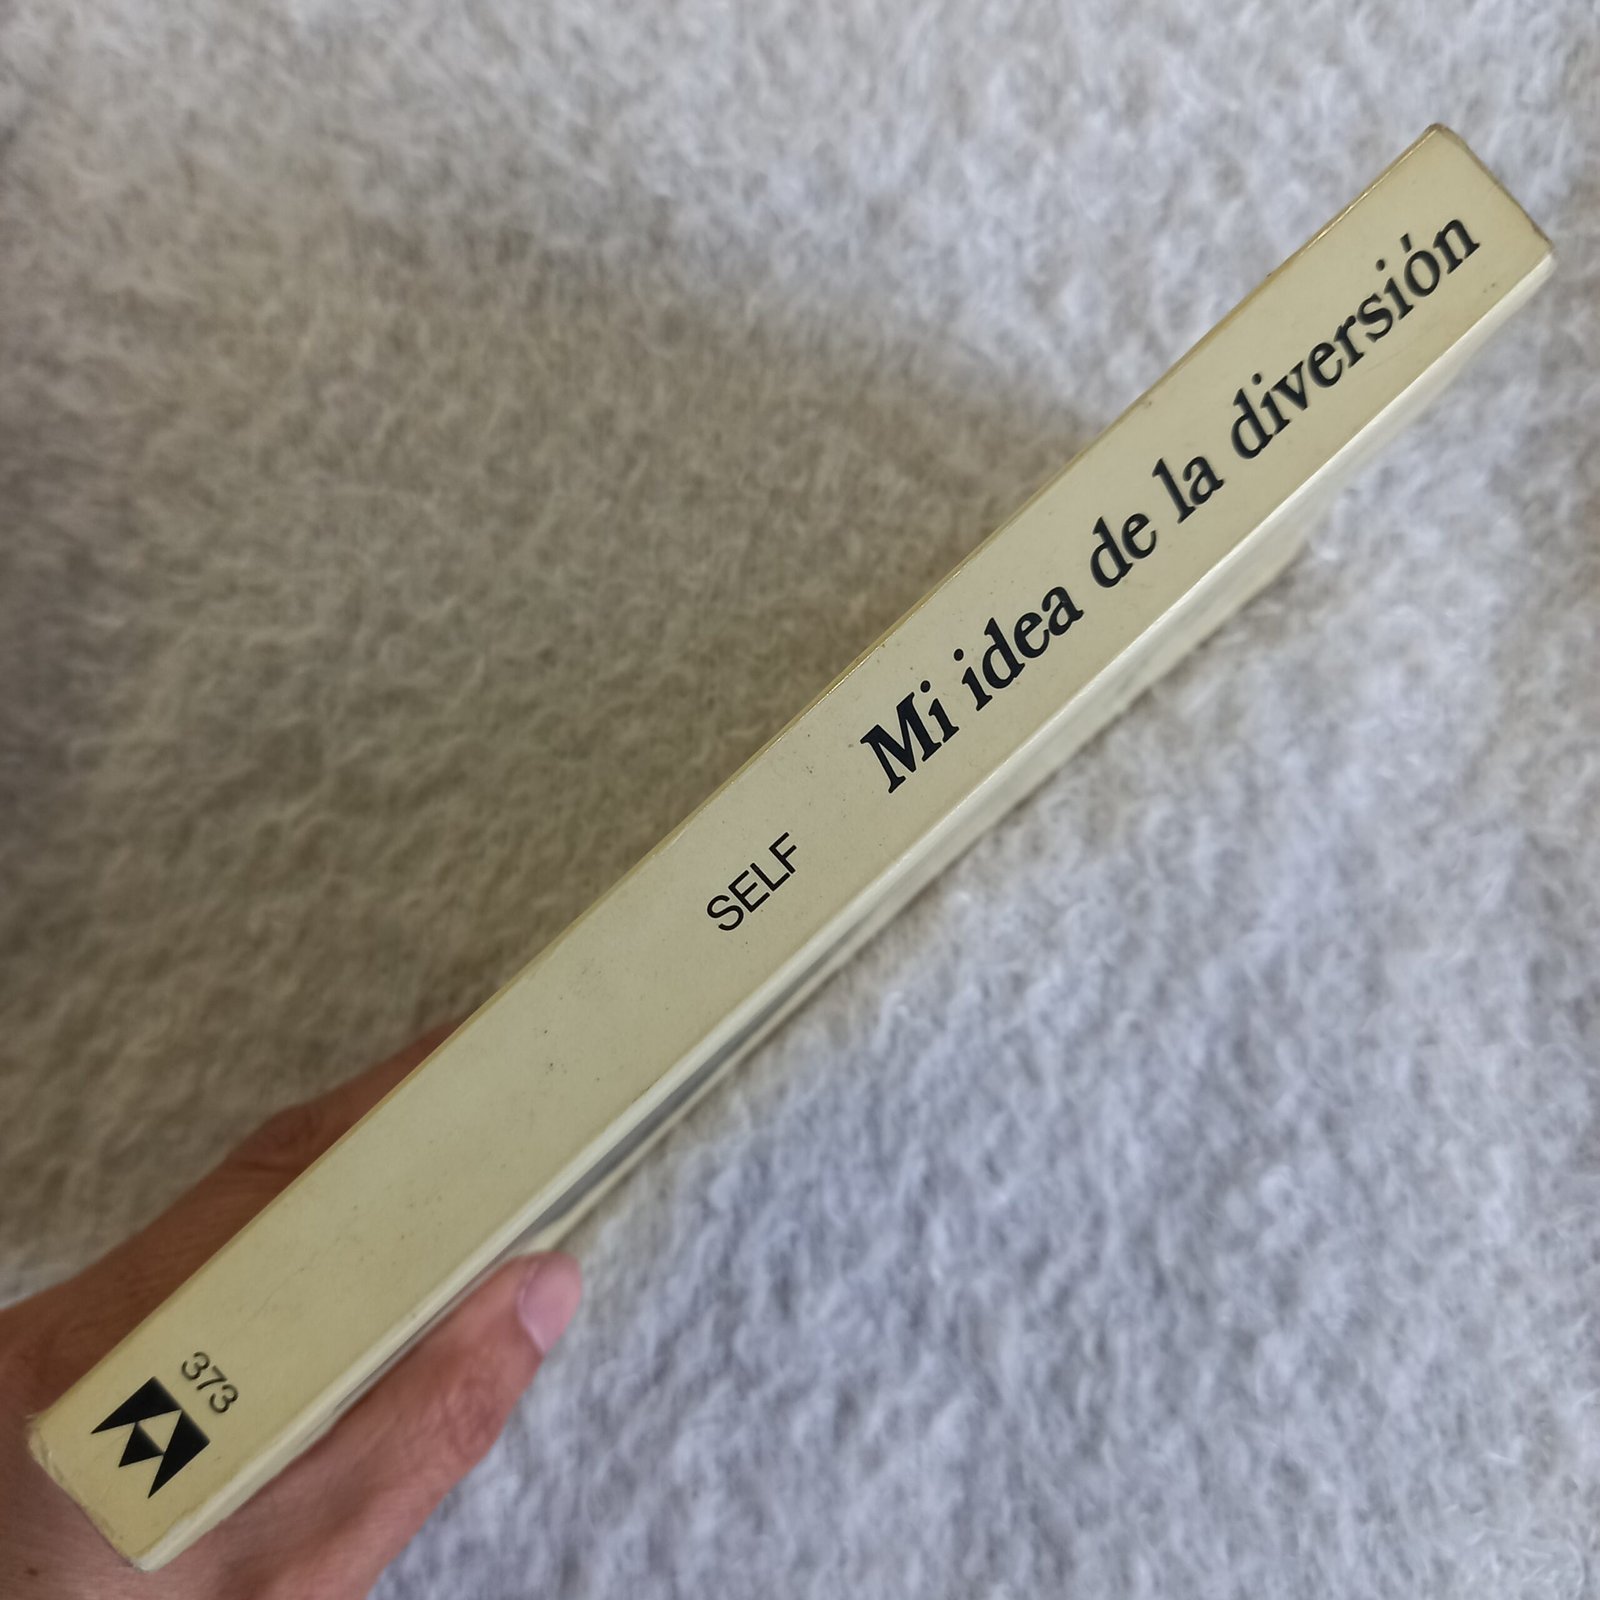 Mi idea de la diversión
SELF
373